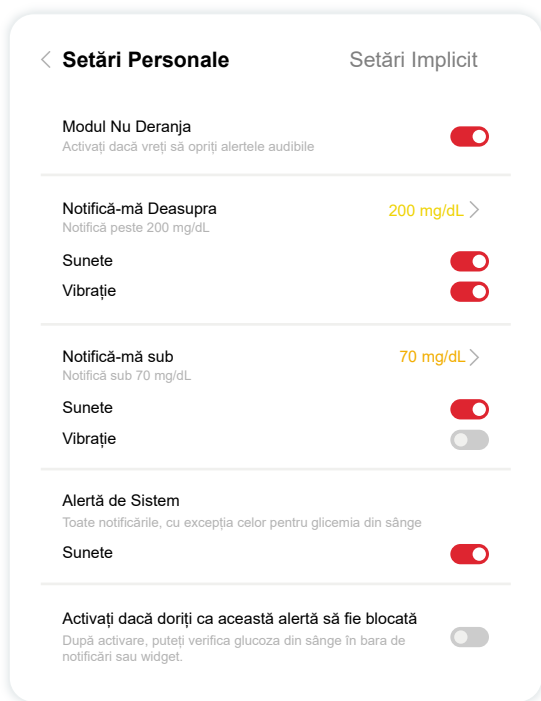 Setări Personale
Setări Implicit
Modul Nu Deranja
Activați dacă vreți să opriți alertele audibile
Notifică-mă Deasupra
200 mg/dL
Notifică peste 200 mg/dL
Sunete
Vibrație
Notifică-mă sub
70 mg/dL
Notifică sub 70 mg/dL
Sunete
Vibrație
Alertă de Sistem
Toate notificările, cu excepția celor pentru glicemia din sânge
Sunete
Activați dacă doriți ca această alertă să fie blocată
După activare, puteți verifica glucoza din sânge în bara de
notificări sau widget.